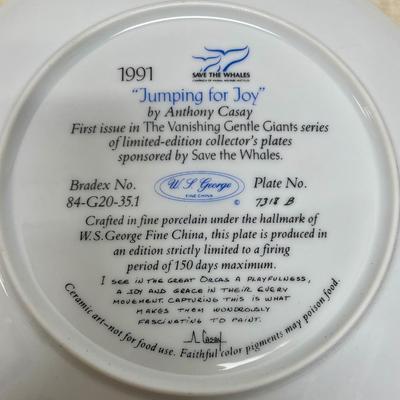 SAVE THE WHALES
1991
"Jumping for Joy"
by Anthony Casay
First issue in The Vanishing Gentle Giants series
of limited-edition collector's plates
sponsored by Save the Whales.
Bradex No.
84-G20-35.1
W. S. George
FINE CHINA
©
Plate No.
7318 B
Crafted in fine porcelain under the hallmark of
W.S.George Fine China, this plate is produced in
an edition strictly limited to a firing
period of 150 days maximum.
I SEE IN THE GREAT ORCAS A PLAYFULNESS,
A JOY AND GRACE IN THEIR EVERY
MOVEMENT. CAPTURING THIS IS WHAT
MAKES THEM WONDROUSLY
FASCINATING TO PAINT.
A. Casay
Ceramic art—not for food use. Faithful color pigments may poison food.